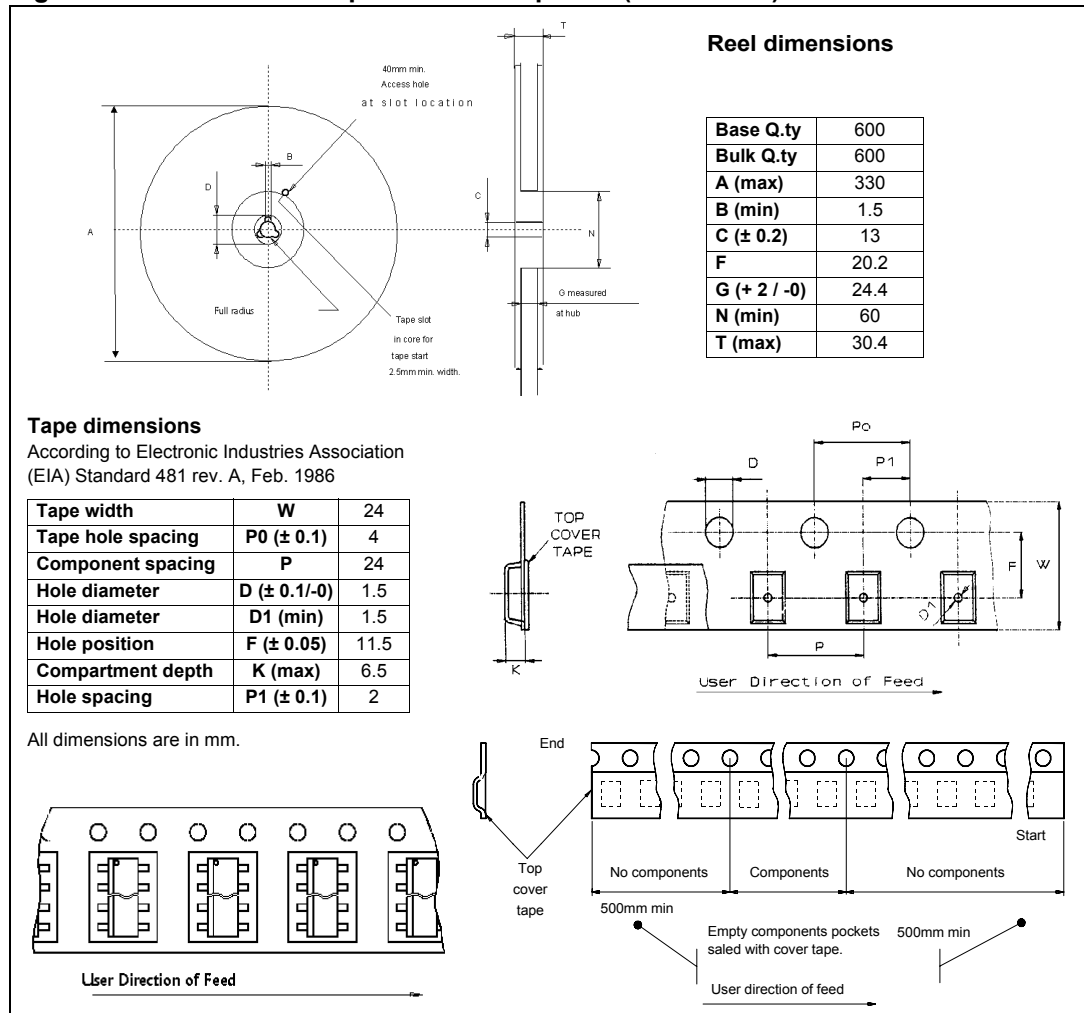 T
Reel dimensions
40mm min.
Access hole
at slot location
B
D
C
A
N
Full radius
G measured
at hub
Tape slot
in core for
tape start
2.5mm min. width.
Base Q.ty 600
Bulk Q.ty 600
A (max) 330
B (min) 1.5
C (± 0.2) 13
F 20.2
G (+ 2 / -0) 24.4
N (min) 60
T (max) 30.4
Tape dimensions
According to Electronic Industries Association
(EIA) Standard 481 rev. A, Feb. 1986
Tape width W 24
Tape hole spacing P0 (± 0.1) 4
Component spacing P 24
Hole diameter D (± 0.1/-0) 1.5
Hole diameter D1 (min) 1.5
Hole position F (± 0.05) 11.5
Compartment depth K (max) 6.5
Hole spacing P1 (± 0.1) 2
All dimensions are in mm.
Po
D
P1
TOP
COVER
TAPE
F
W
D1
K
P
User Direction of Feed
End
Start
Top
cover
tape
No components
Components
No components
500mm min
Empty components pockets
saled with cover tape.
500mm min
User direction of feed
User Direction of Feed